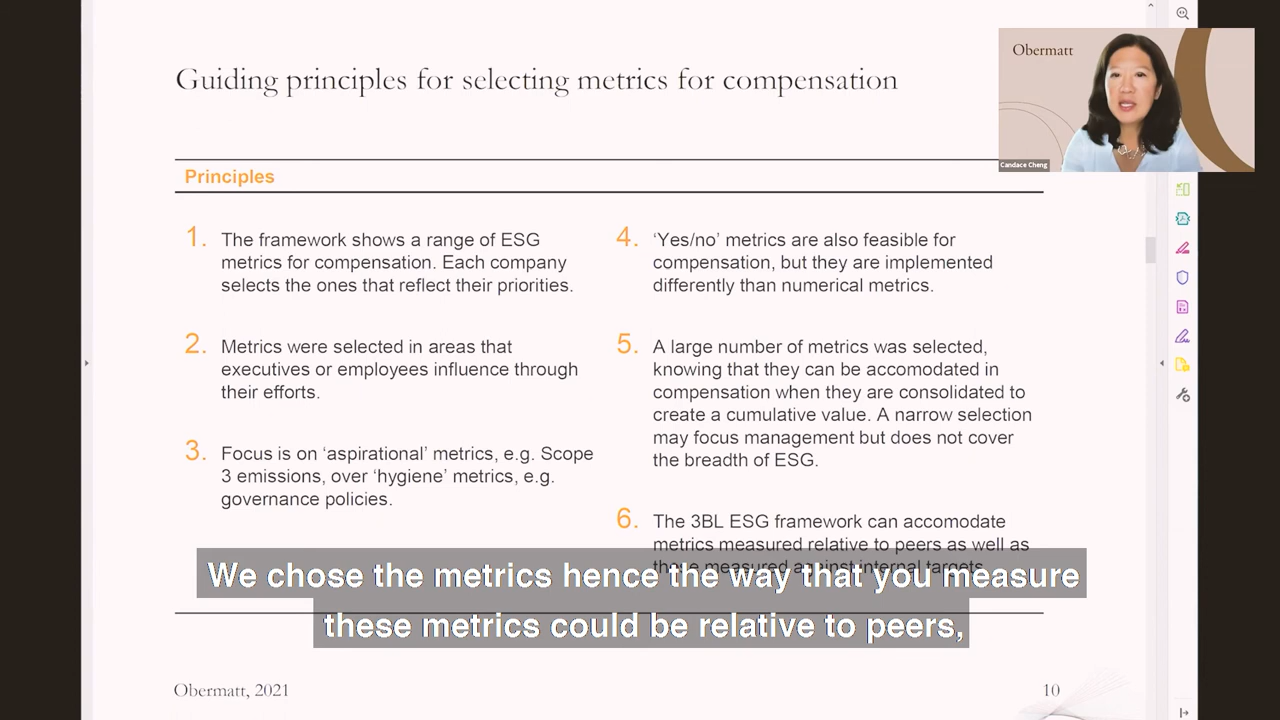 Guiding principles for selecting metrics for compensation
Obermatt
Candace Cheng
Principles
1. The framework shows a range of ESG
metrics for compensation. Each company
selects the ones that reflect their priorities.
2. Metrics were selected in areas that
executives or employees influence through
their efforts.
3. Focus is on ‘aspirational’ metrics, e.g. Scope
3 emissions, over ‘hygiene’ metrics, e.g.
governance policies.
4. ‘Yes/no’ metrics are also feasible for
compensation, but they are implemented
differently than numerical metrics.
5. A large number of metrics was selected,
knowing that they can be accomodated in
compensation when they are consolidated to
create a cumulative value. A narrow selection
may focus management but does not cover
the breadth of ESG.
6. The 3BL ESG framework can accomodate
metrics measured relative to peers as well as
those measured against internal targets.
We chose the metrics hence the way that you measure
these metrics could be relative to peers,
Obermatt, 2021
10